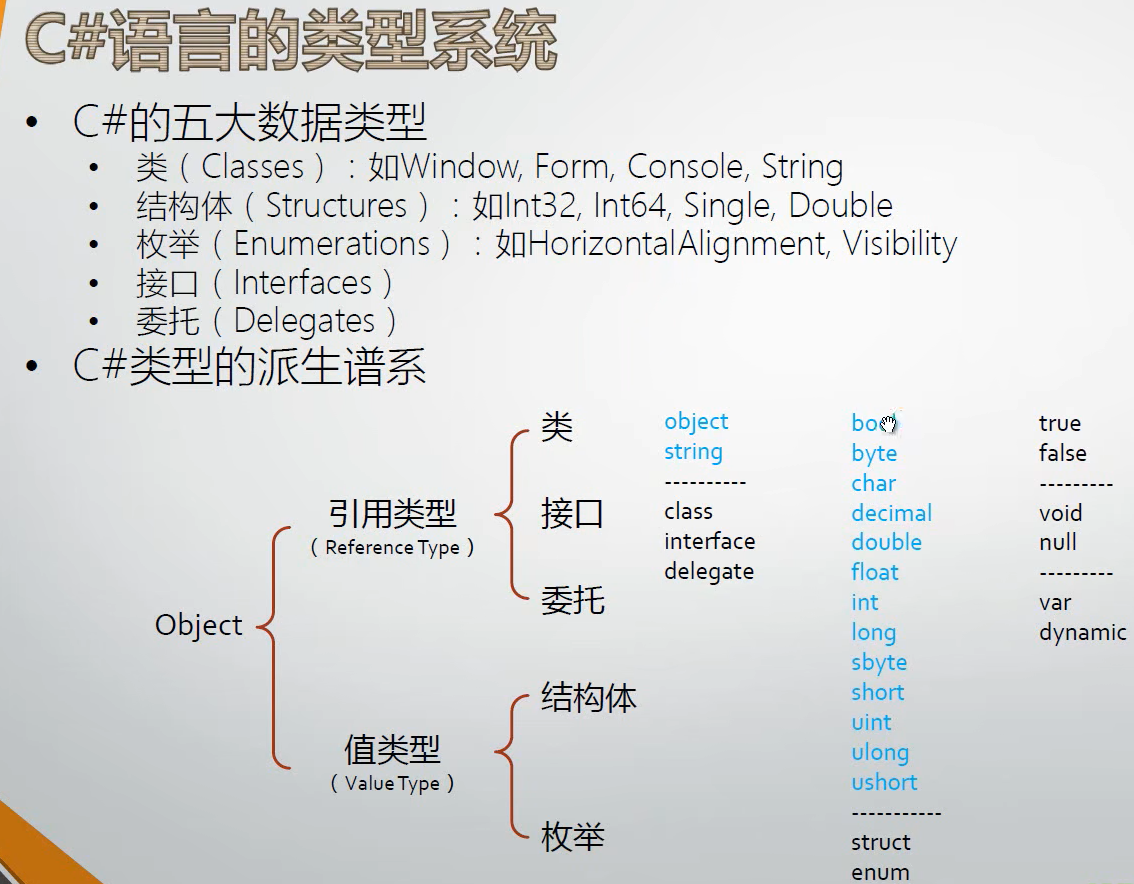 C#语言的类型系统
• C#的五大数据类型
• 类（Classes）：如Window, Form, Console, String
• 结构体（Structures）：如Int32, Int64, Single, Double
• 枚举（Enumerations）：如HorizontalAlignment, Visibility
• 接口（Interfaces）
• 委托（Delegates）
• C#类型的派生谱系
Object
引用类型
（Reference Type）
值类型
（Value Type）
类
接口
委托
结构体
枚举
object
string
----------
class
interface
delegate
bool
byte
char
decimal
double
float
int
long
sbyte
short
uint
ulong
ushort
-----------
struct
enum
true
false
---------
void
null
---------
var
dynamic